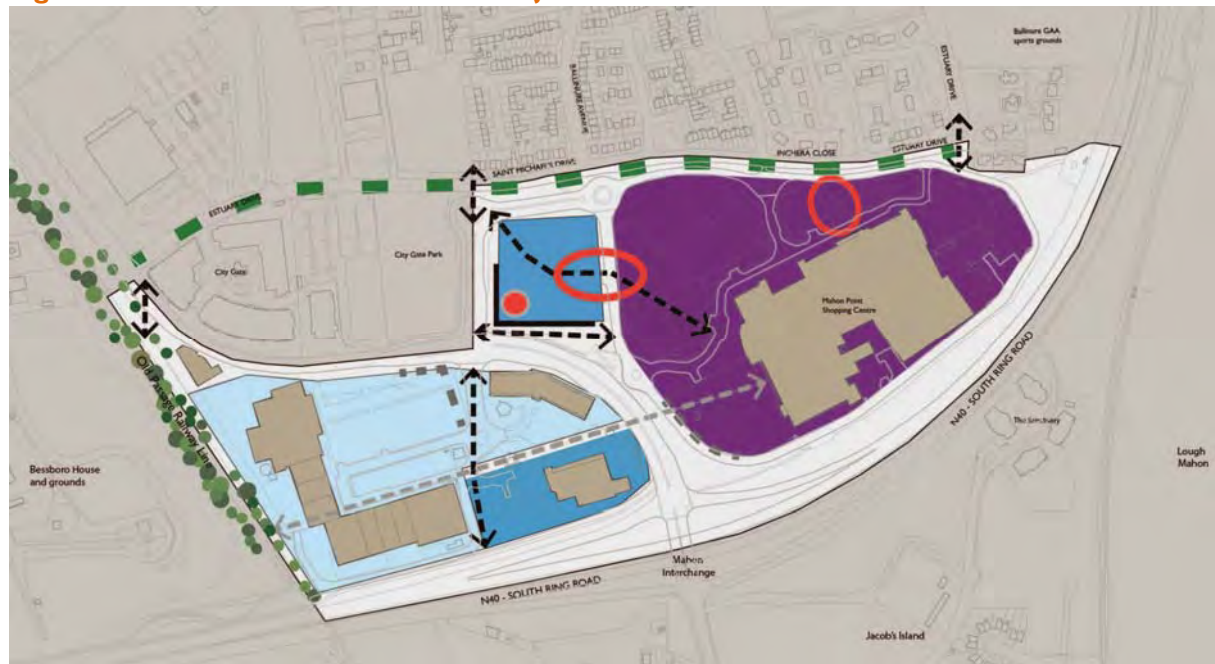 Ballinure GAA
sports grounds
ESTUARY DRIVE
BALLINURE AVENUE
INCHERA CLOSE
ESTUARY DRIVE
SAINT MICHAEL'S DRIVE
ESTUARY DRIVE
City Gate
City Gate Park
Mahon Point
Shopping Centre
Old Passage Railway Line
N40 - SOUTH RING ROAD
The Sanctuary
Bessboro House
and grounds
Lough
Mahon
Mahon
Interchange
N40 - SOUTH RING ROAD
Jacob's Island